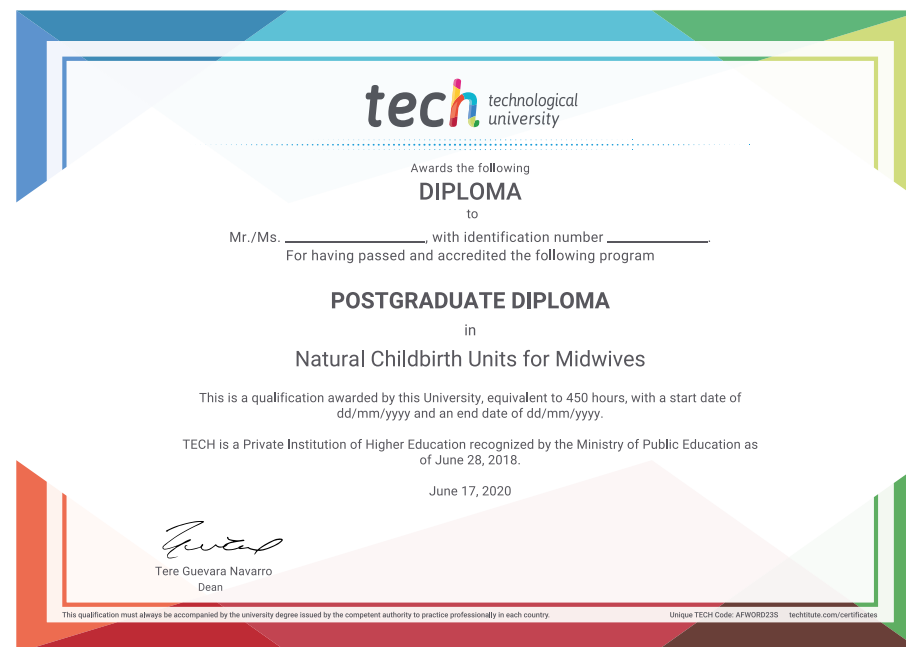 tech technological
university
Awards the following
DIPLOMA
to
Mr./Ms. ____________________, with identification number ______________.
For having passed and accredited the following program
POSTGRADUATE DIPLOMA
in
Natural Childbirth Units for Midwives
This is a qualification awarded by this University, equivalent to 450 hours, with a start date of
dd/mm/yyyy and an end date of dd/mm/yyyy.
TECH is a Private Institution of Higher Education recognized by the Ministry of Public Education as
of June 28, 2018.
June 17, 2020
Tere Guevara Navarro
Dean
This qualification must always be accompanied by the university degree issued by the competent authority to practice professionally in each country. Unique TECH Code: AFWORD23S techtitute.com/certificates